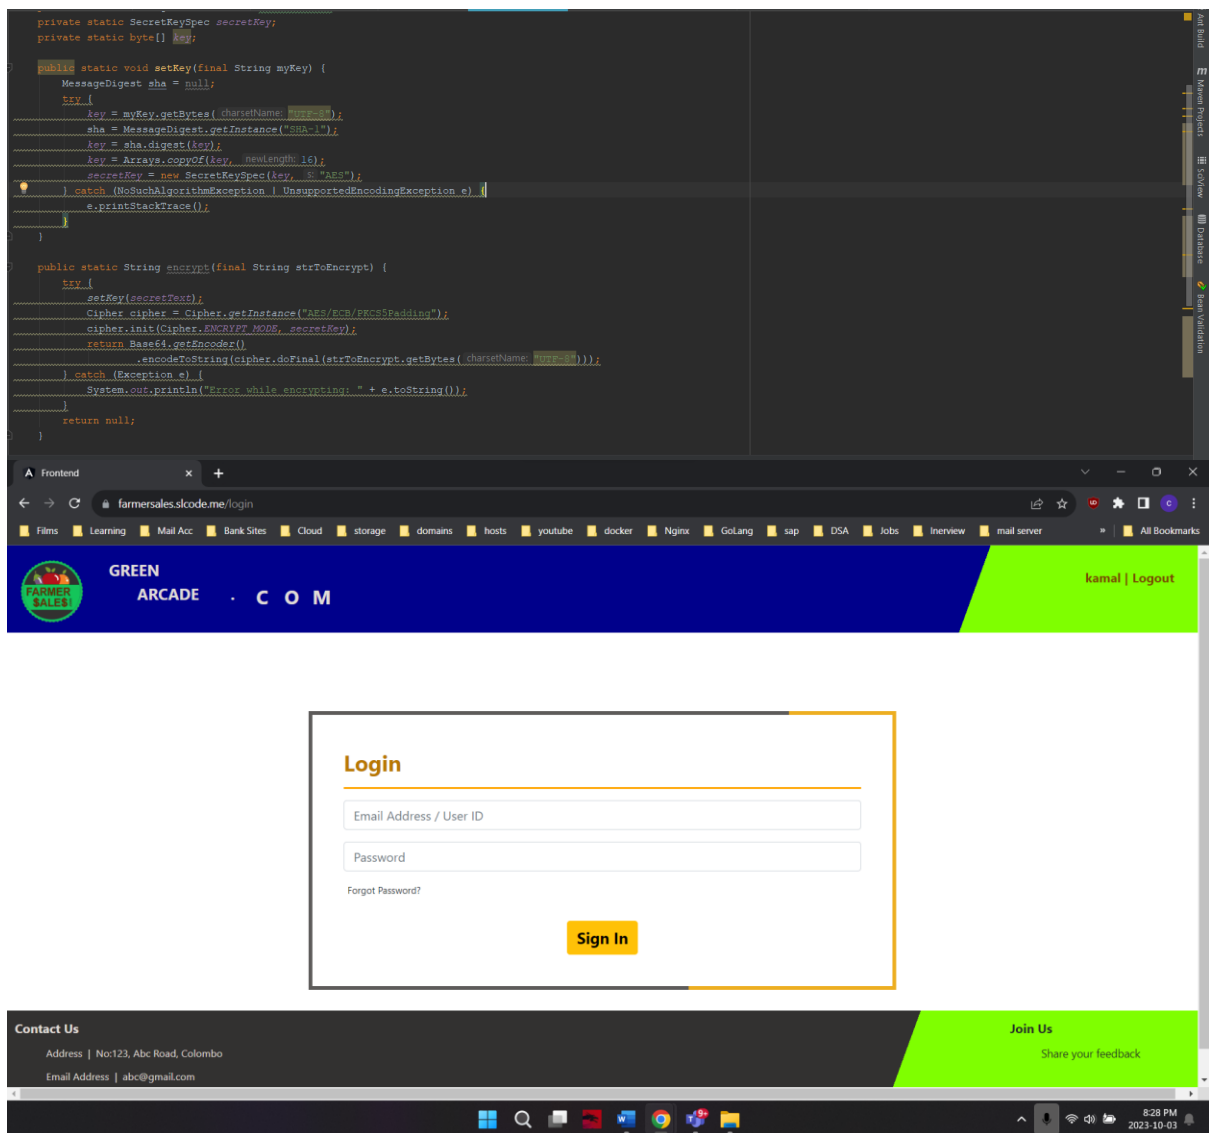 private static SecretKeySpec secretKey;
private static byte[] key;
public static void setKey(final String myKey) {
MessageDigest sha = null;
try {
key = myKey.getBytes( charsetName: "UTF-8");
sha = MessageDigest.getInstance("SHA-1");
key = sha.digest(key);
key = Arrays.copyOf(key, newLength: 16);
secretKey = new SecretKeySpec(key, s: "AES");
} catch (NoSuchAlgorithmException | UnsupportedEncodingException e) {
e.printStackTrace();
}
}
public static String encrypt(final String strToEncrypt) {
try {
setKey(secretText);
Cipher cipher = Cipher.getInstance("AES/ECB/PKCS5Padding");
cipher.init(Cipher.ENCRYPT_MODE, secretKey);
return Base64.getEncoder()
.encodeToString(cipher.doFinal(strToEncrypt.getBytes( charsetName: "UTF-8")));
} catch (Exception e) {
System.out.println("Error while encrypting: " + e.toString());
}
return null;
}
Ant Build
m Maven Projects
SciView
Database
Bean Validation
Frontend
farmersales.slcode.me/login
Films Learning Mail Acc Bank Sites Cloud storage domains hosts youtube docker Nginx GoLang sap DSA Jobs Inerview mail server » All Bookmarks
FARMER
SALES!
GREEN
ARCADE . C O M
kamal | Logout
Login
Email Address / User ID
Password
Forgot Password?
Sign In
Contact Us
Address | No:123, Abc Road, Colombo
Email Address | abc@gmail.com
Join Us
Share your feedback
8:28 PM
2023-10-03